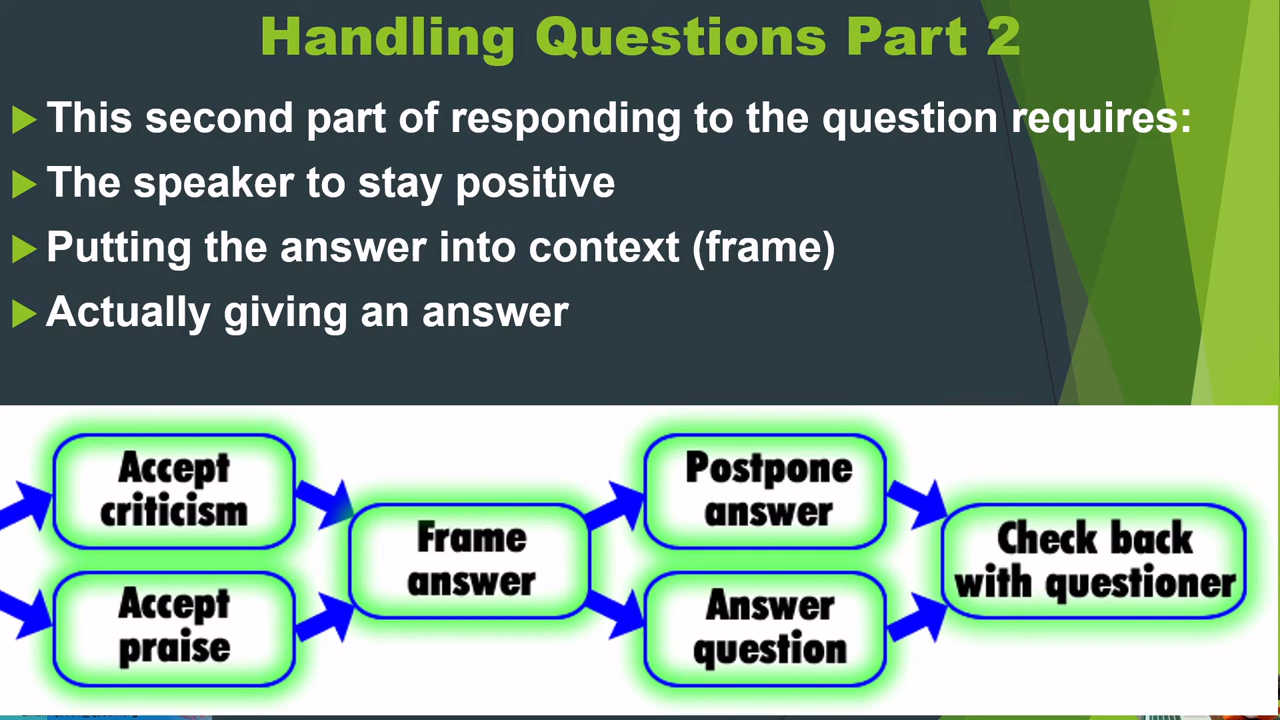 Handling Questions Part 2
This second part of responding to the question requires:
The speaker to stay positive
Putting the answer into context (frame)
Actually giving an answer
Accept
criticism
Accept
praise
Frame
answer
Postpone
answer
Answer
question
Check back
with questioner